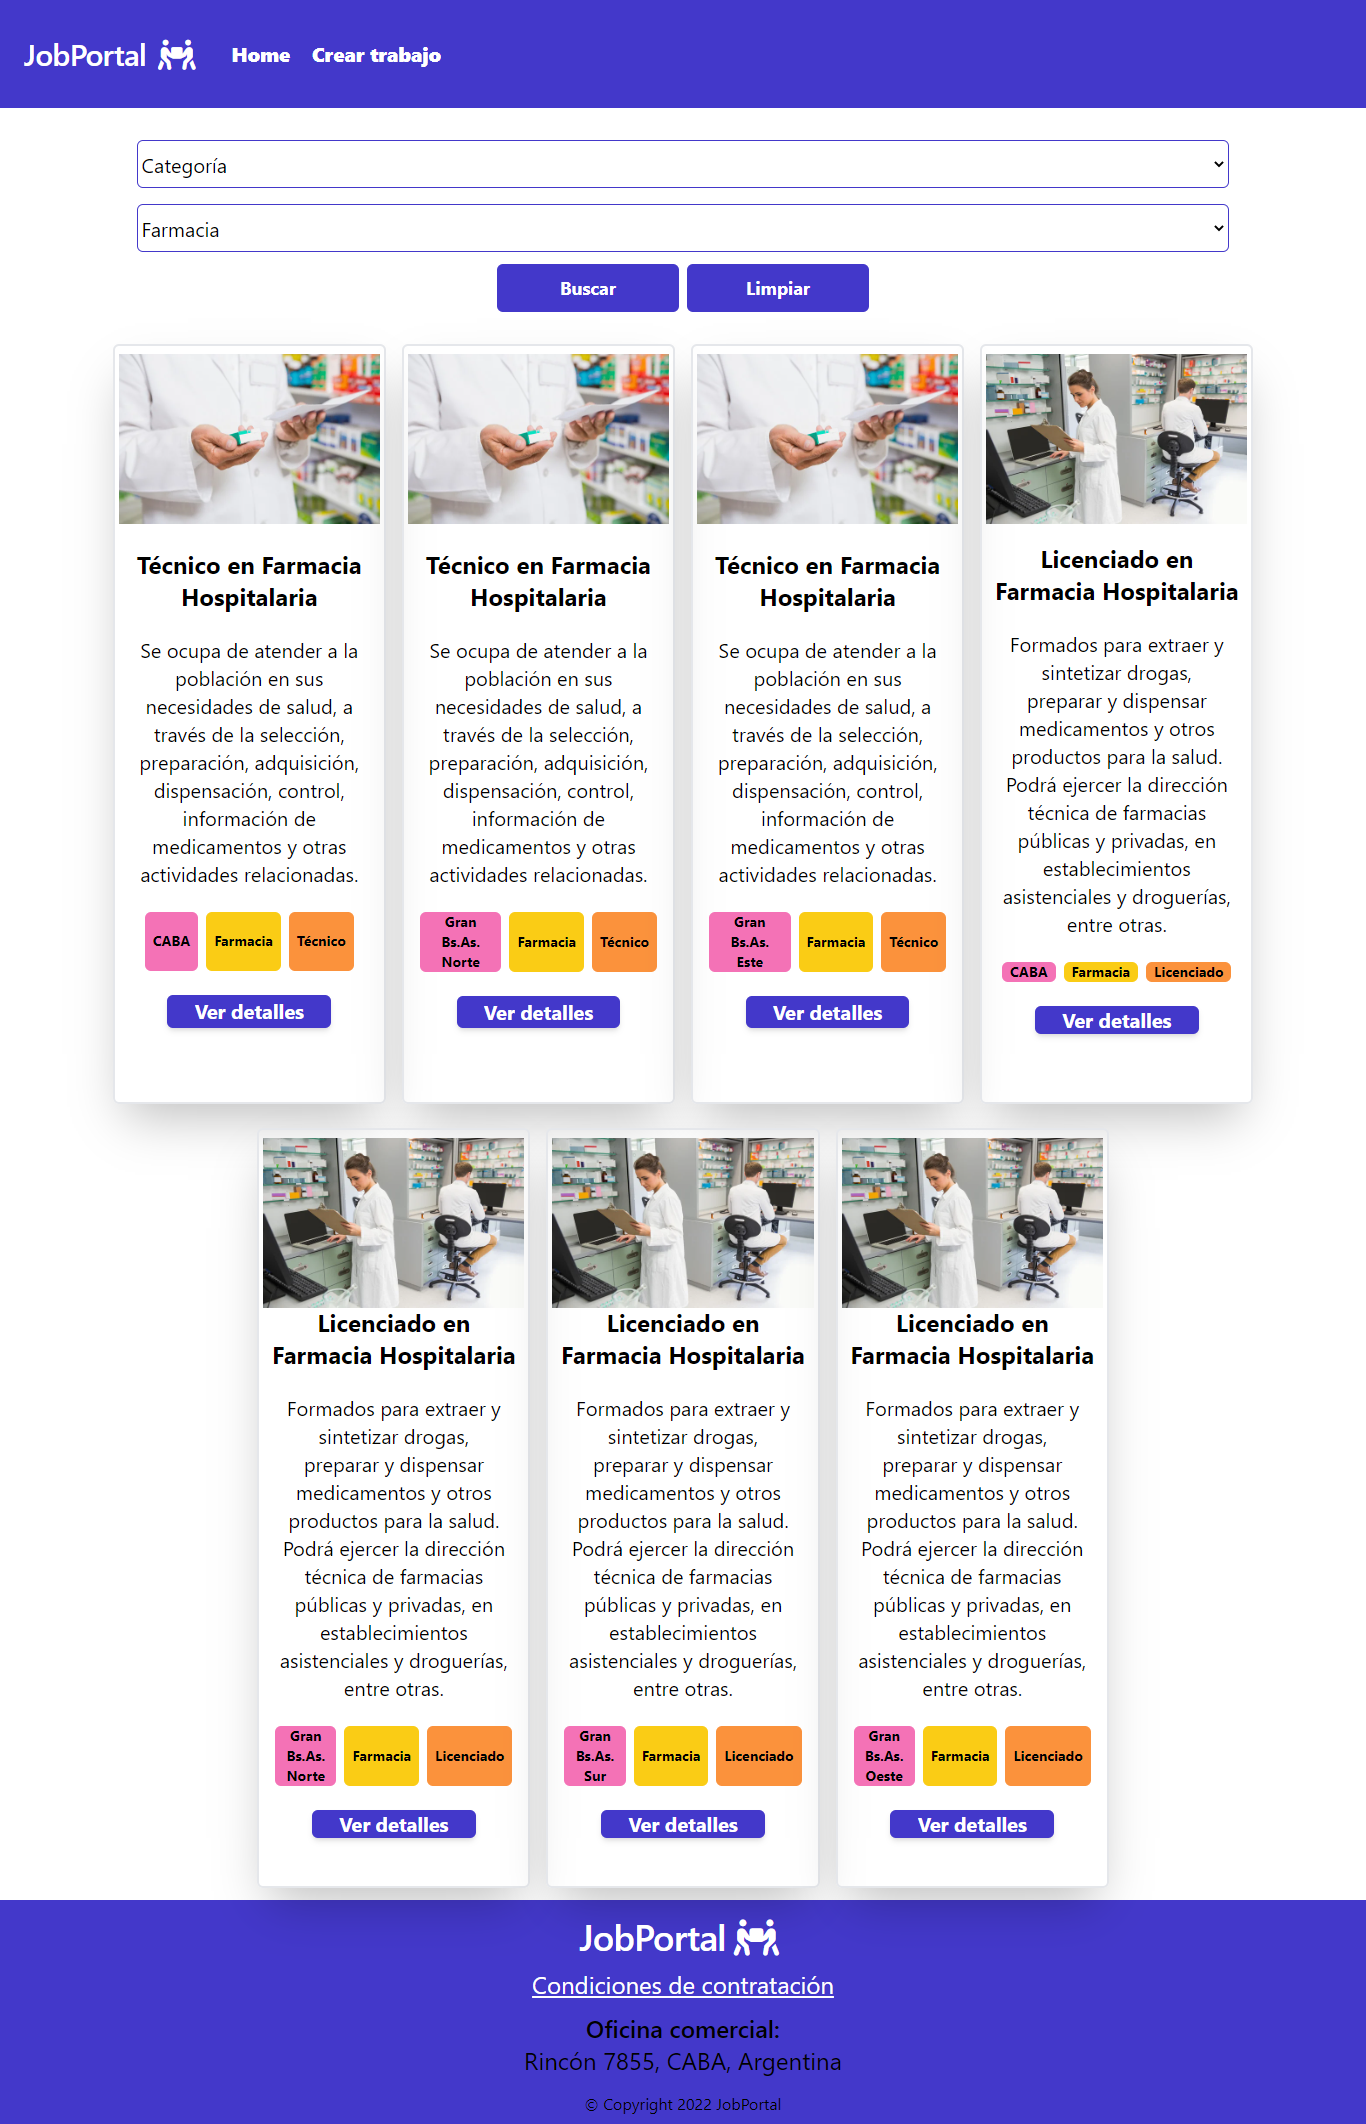 JobPortal
Home
Crear trabajo
Categoría
Farmacia
Buscar
Limpiar
Técnico en Farmacia
Hospitalaria
Se ocupa de atender a la
población en sus
necesidades de salud, a
través de la selección,
preparación, adquisición,
dispensación, control,
información de
medicamentos y otras
actividades relacionadas.
CABA
Farmacia
Técnico
Ver detalles
Técnico en Farmacia
Hospitalaria
Se ocupa de atender a la
población en sus
necesidades de salud, a
través de la selección,
preparación, adquisición,
dispensación, control,
información de
medicamentos y otras
actividades relacionadas.
Gran
Bs.As.
Norte
Farmacia
Técnico
Ver detalles
Técnico en Farmacia
Hospitalaria
Se ocupa de atender a la
población en sus
necesidades de salud, a
través de la selección,
preparación, adquisición,
dispensación, control,
información de
medicamentos y otras
actividades relacionadas.
Gran
Bs.As.
Este
Farmacia
Técnico
Ver detalles
Licenciado en
Farmacia Hospitalaria
Formados para extraer y
sintetizar drogas,
preparar y dispensar
medicamentos y otros
productos para la salud.
Podrá ejercer la dirección
técnica de farmacias
públicas y privadas, en
establecimientos
asistenciales y droguerías,
entre otras.
CABA
Farmacia
Licenciado
Ver detalles
Licenciado en
Farmacia Hospitalaria
Formados para extraer y
sintetizar drogas,
preparar y dispensar
medicamentos y otros
productos para la salud.
Podrá ejercer la dirección
técnica de farmacias
públicas y privadas, en
establecimientos
asistenciales y droguerías,
entre otras.
Gran
Bs.As.
Norte
Farmacia
Licenciado
Ver detalles
Licenciado en
Farmacia Hospitalaria
Formados para extraer y
sintetizar drogas,
preparar y dispensar
medicamentos y otros
productos para la salud.
Podrá ejercer la dirección
técnica de farmacias
públicas y privadas, en
establecimientos
asistenciales y droguerías,
entre otras.
Gran
Bs.As.
Sur
Farmacia
Licenciado
Ver detalles
Licenciado en
Farmacia Hospitalaria
Formados para extraer y
sintetizar drogas,
preparar y dispensar
medicamentos y otros
productos para la salud.
Podrá ejercer la dirección
técnica de farmacias
públicas y privadas, en
establecimientos
asistenciales y droguerías,
entre otras.
Gran
Bs.As.
Oeste
Farmacia
Licenciado
Ver detalles
JobPortal
Condiciones de contratación
Oficina comercial:
Rincón 7855, CABA, Argentina
© Copyright 2022 JobPortal